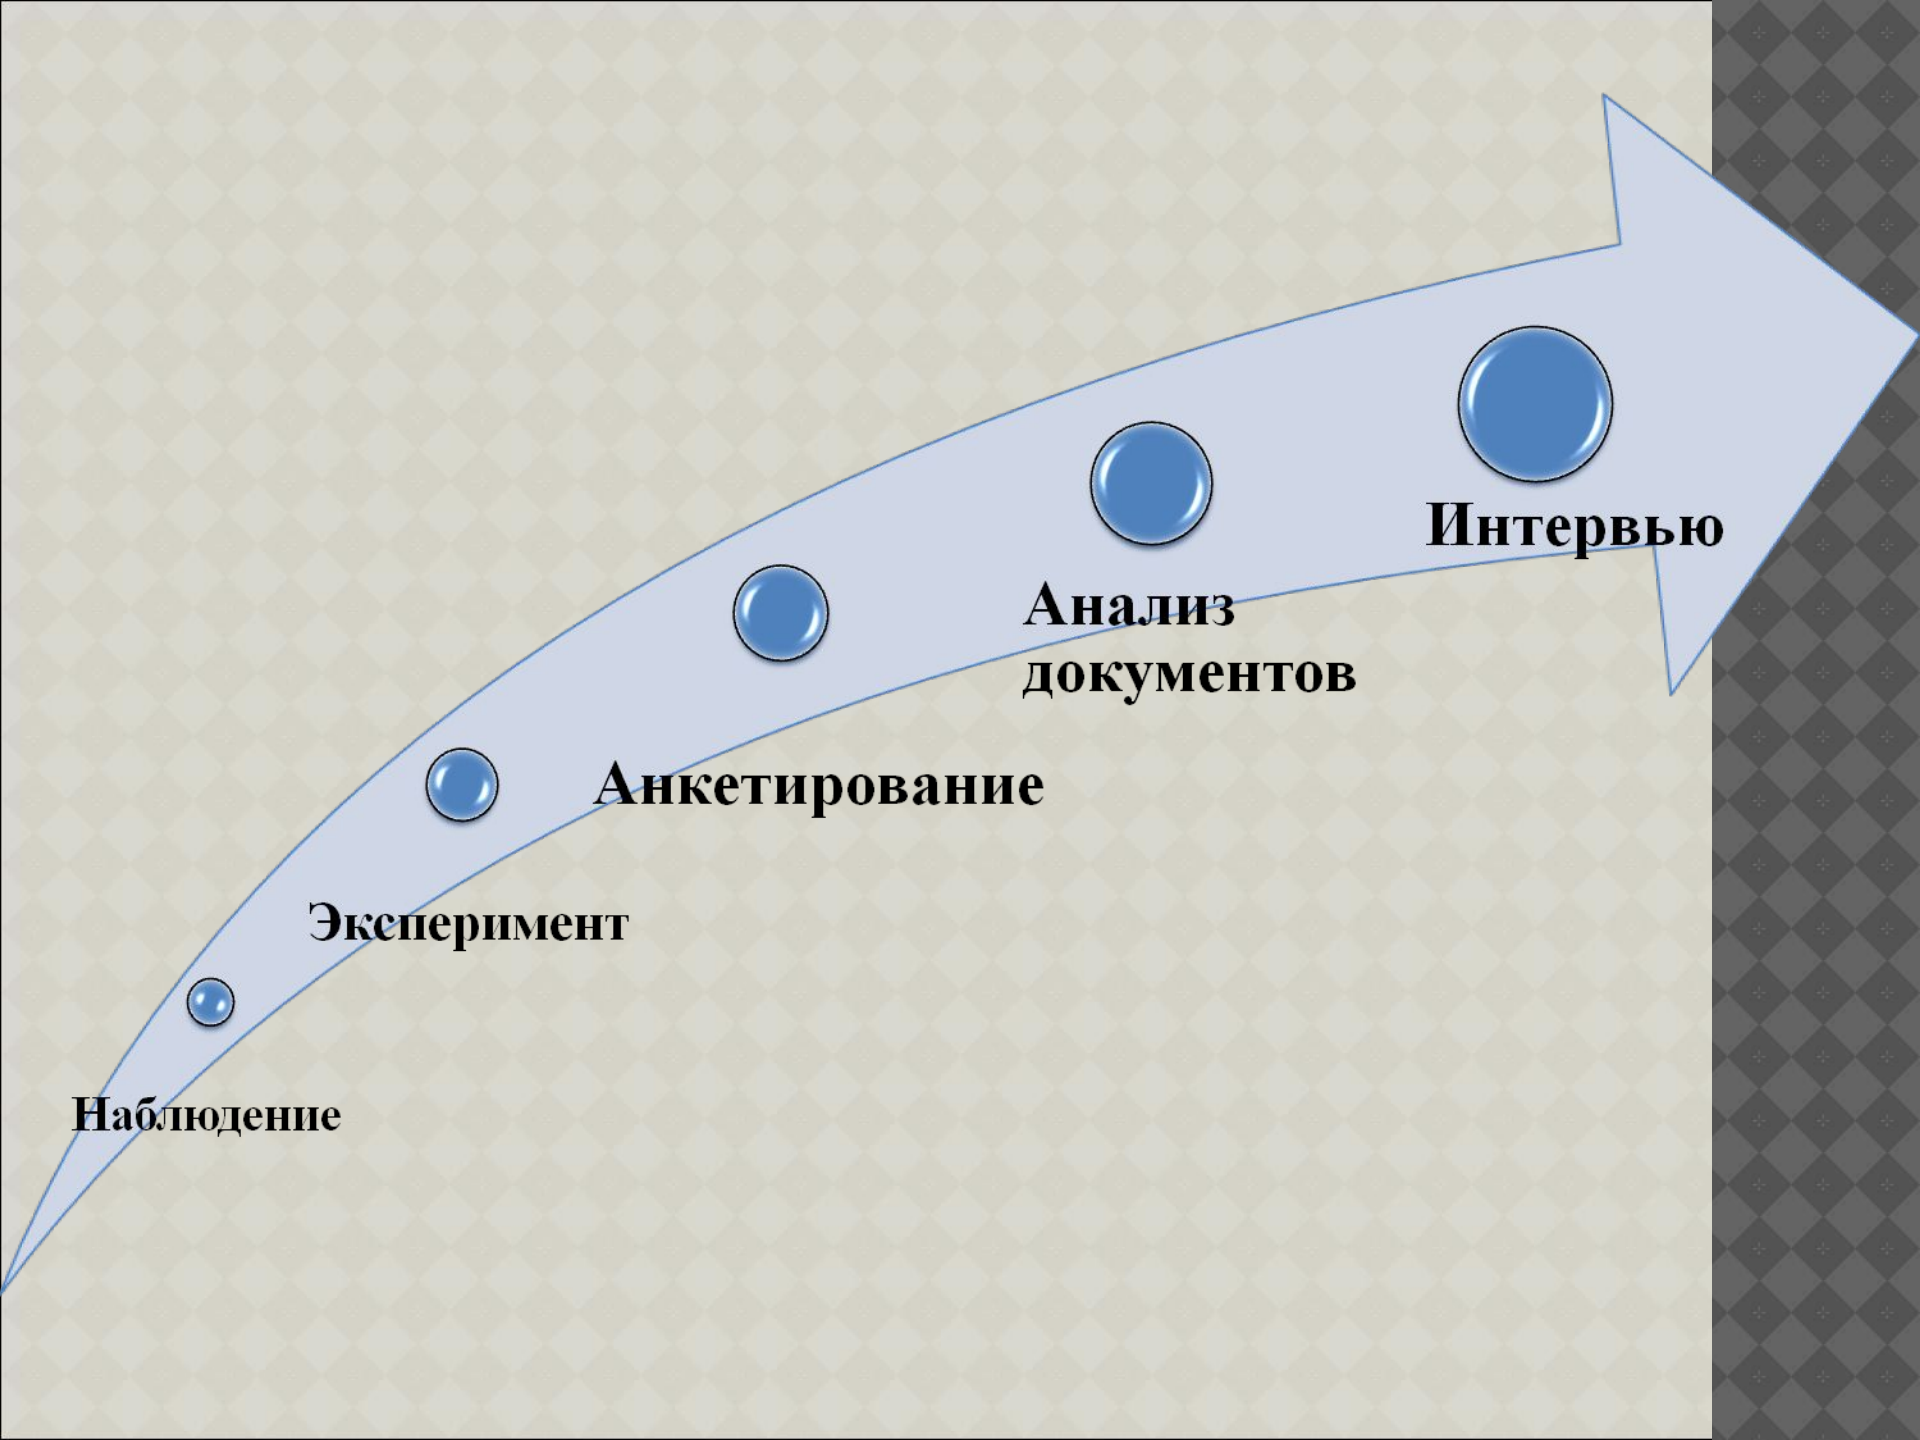 Интервью
Анализ
документов
Анкетирование
Эксперимент
Наблюдение